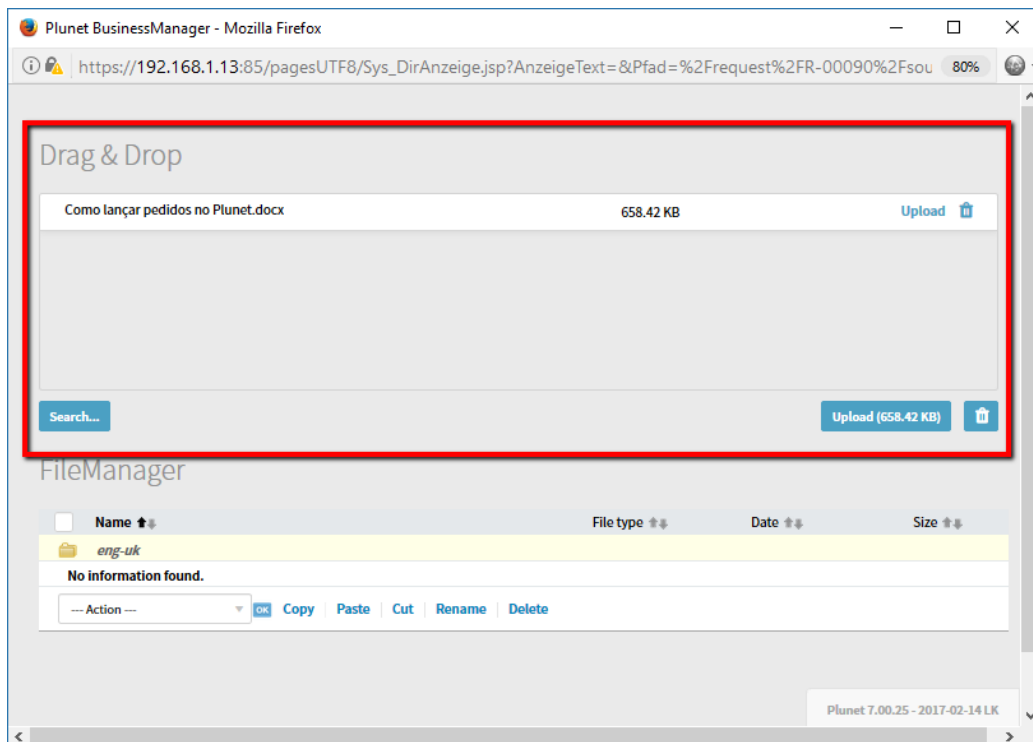 Plunet BusinessManager - Mozilla Firefox
https://192.168.1.13:85/pagesUTF8/Sys_DirAnzeige.jsp?AnzeigeText=&Pfad=%2Frequest%2FR-00090%2Fsou 80%
Drag & Drop
Como lançar pedidos no Plunet.docx 658.42 KB Upload
Search... Upload (658.42 KB)
FileManager
Name File type Date Size
eng-uk
No information found.
--- Action --- OK Copy Paste Cut Rename Delete
Plunet 7.00.25 - 2017-02-14 LK